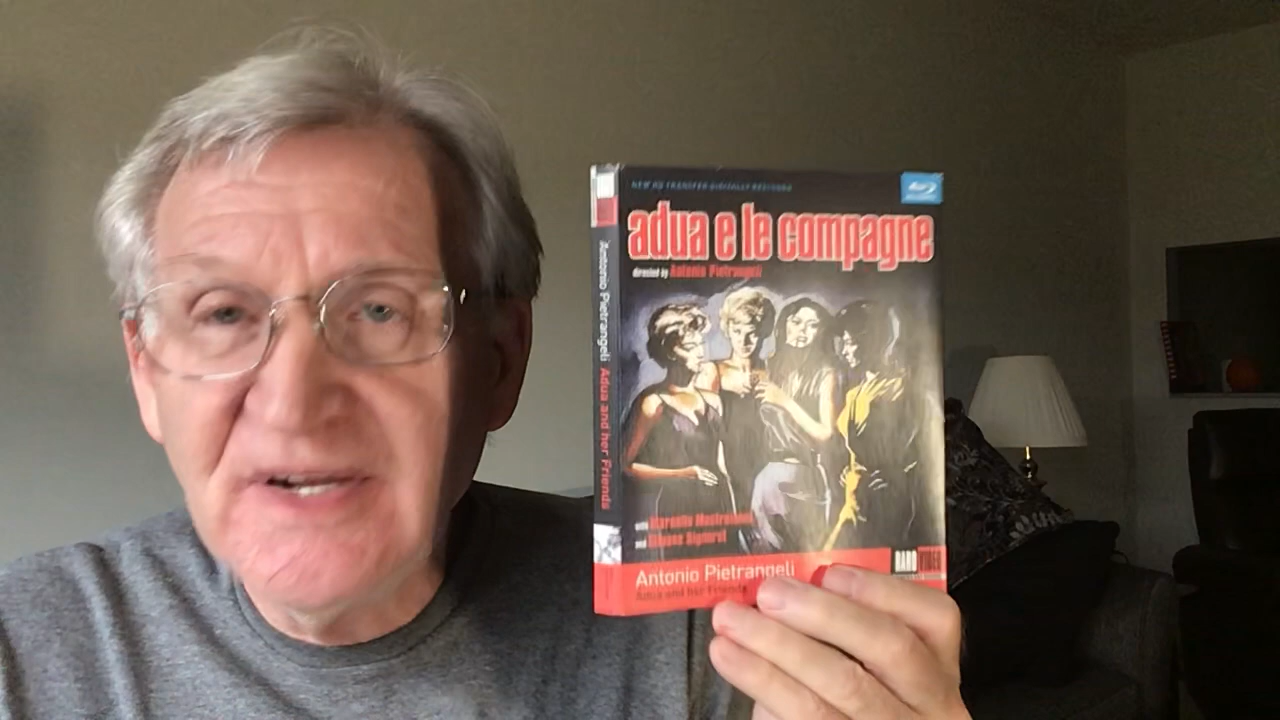 NEW HD TRANSFER DIGITALLY RESTORED
adua e le compagne
directed by Antonio Pietrangeli
with Marcello Mastroianni
and Simone Signoret
Antonio Pietrangeli
Adua and her Friends
RARO VIDEO
Antonio Pietrangeli Adua and her Friends